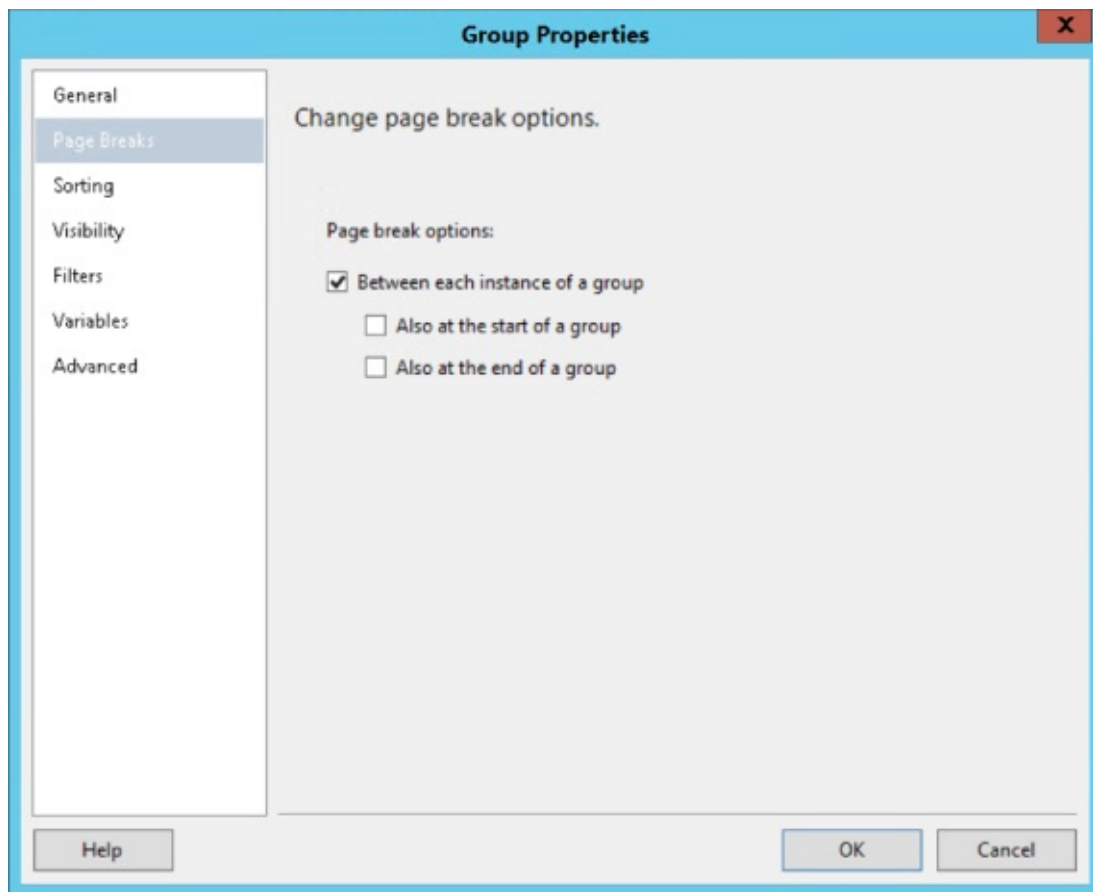 Group Properties
X
General
Page Breaks
Sorting
Visibility
Filters
Variables
Advanced
Change page break options.
Page break options:
Between each instance of a group
Also at the start of a group
Also at the end of a group
Help
OK
Cancel